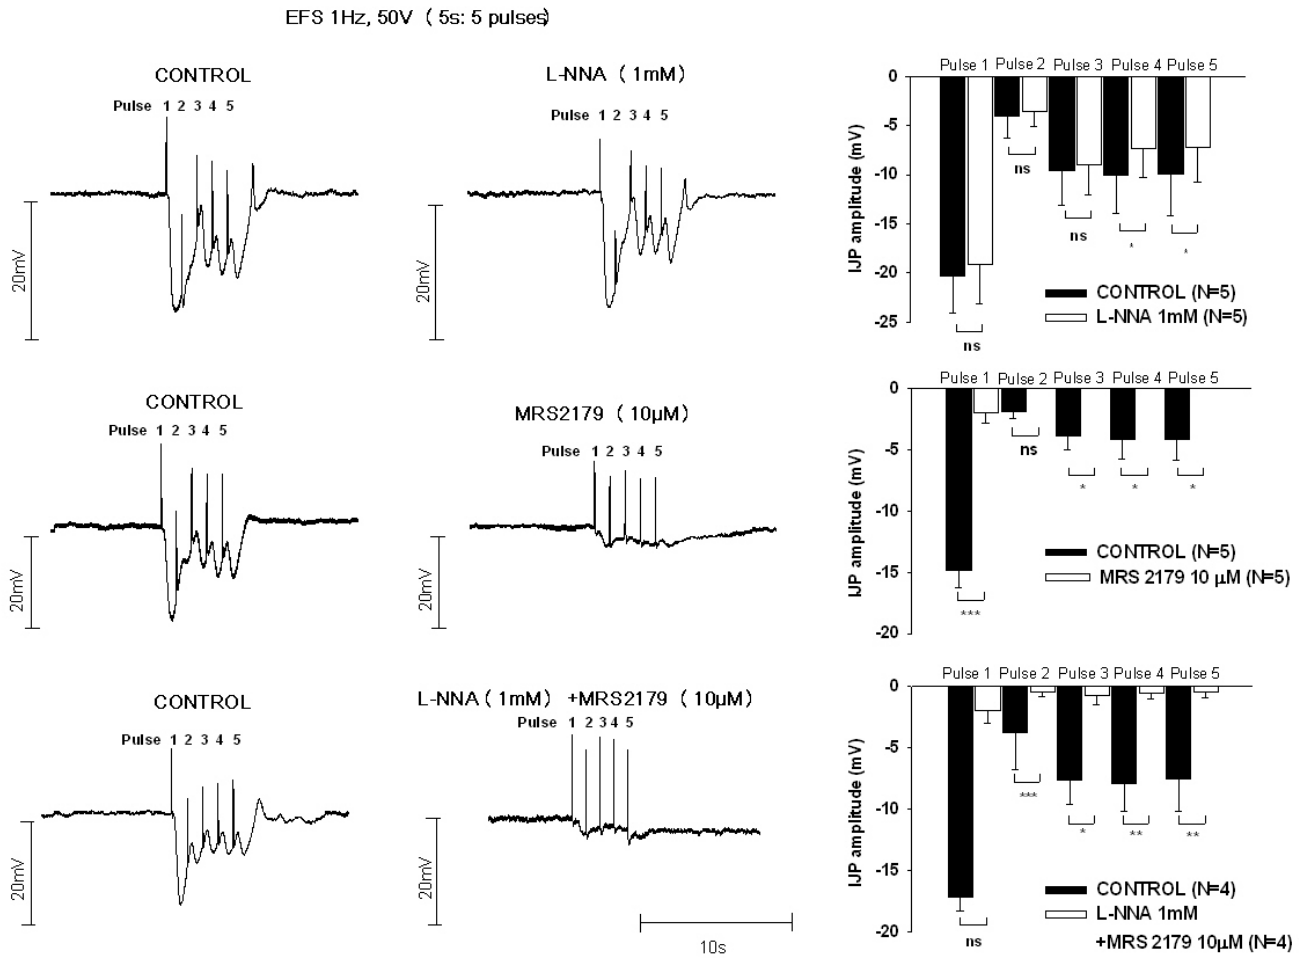 EFS 1Hz, 50V ( 5s: 5 pulses)
CONTROL
Pulse 1 2 3 4 5
20mV
L-NNA ( 1mM)
Pulse 1 2 3 4 5
20mV
Pulse 1 Pulse 2 Pulse 3 Pulse 4 Pulse 5
0
-5
-10
-15
-20
-25
IJP amplitude (mV)
ns
ns
ns
*
*
CONTROL (N=5)
L-NNA 1mM (N=5)
CONTROL
Pulse 1 2 3 4 5
20mV
MRS2179 ( 10µM)
Pulse 1 2 3 4 5
20mV
Pulse 1 Pulse 2 Pulse 3 Pulse 4 Pulse 5
0
-5
-10
-15
-20
IJP amplitude (mV)
***
ns
*
*
*
CONTROL (N=5)
MRS 2179 10 µM (N=5)
CONTROL
Pulse 1 2 3 4 5
20mV
L-NNA ( 1mM) +MRS2179 ( 10µM)
Pulse 1 2 3 4 5
20mV
10s
Pulse 1 Pulse 2 Pulse 3 Pulse 4 Pulse 5
0
-5
-10
-15
-20
IJP amplitude (mV)
ns
***
*
**
**
CONTROL (N=4)
L-NNA 1mM
+MRS 2179 10µM (N=4)